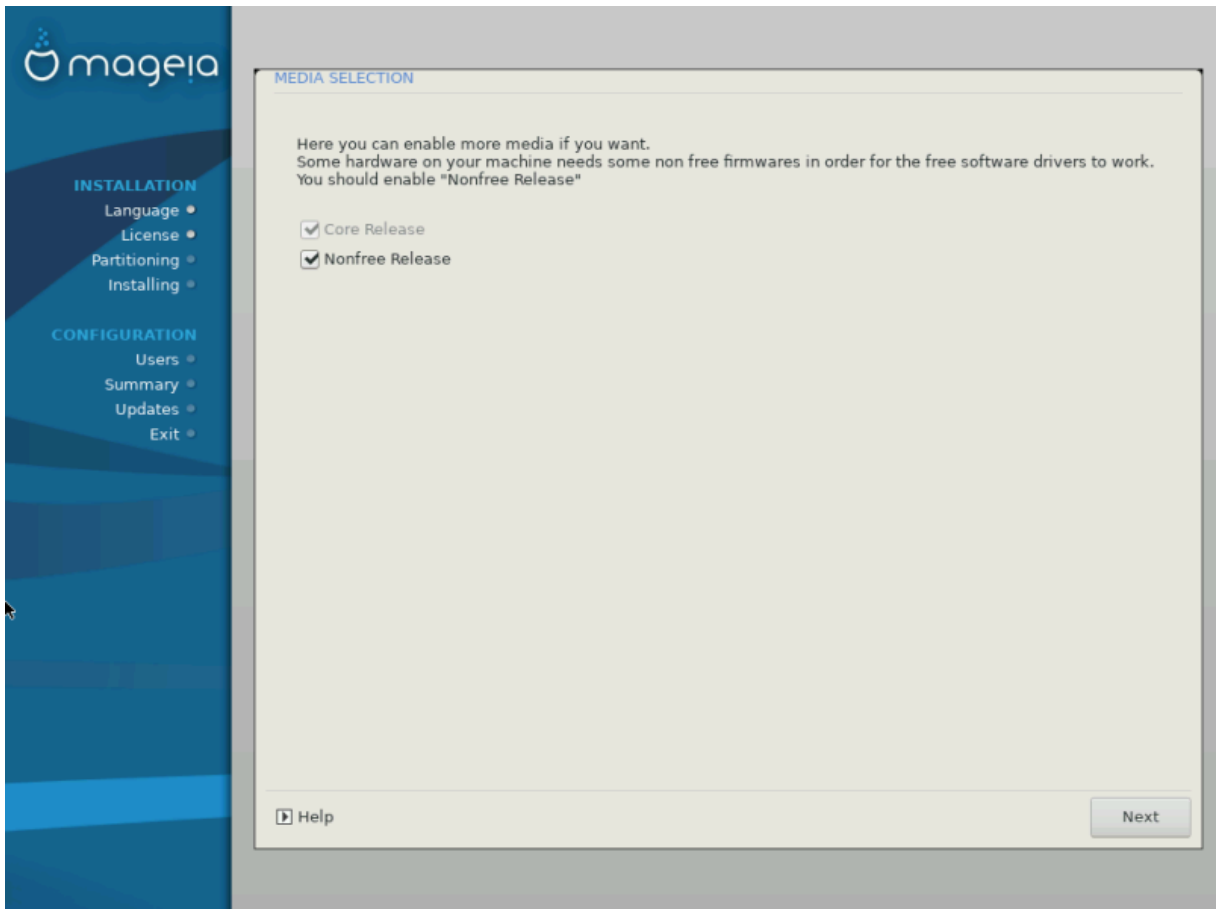 mageia
INSTALLATION
Language
License
Partitioning
Installing
CONFIGURATION
Users
Summary
Updates
Exit
MEDIA SELECTION
Here you can enable more media if you want.
Some hardware on your machine needs some non free firmwares in order for the free software drivers to work.
You should enable "Nonfree Release"
Core Release
Nonfree Release
Help
Next